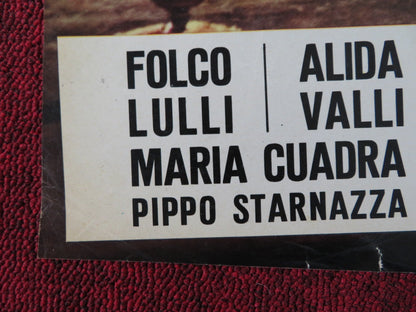 FOLCO LULLI
ALIDA VALLI
MARIA CUADRA
PIPPO STARNAZZA